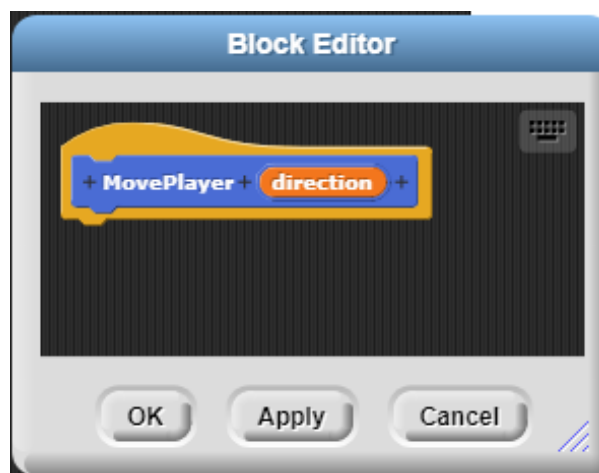 Block Editor
+ MovePlayer + direction +
OK Apply Cancel